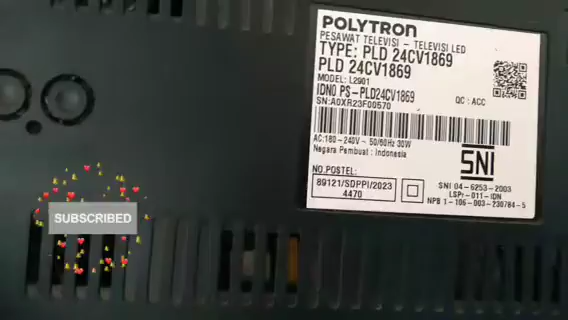 POLYTRON
PESAWAT TELEVISI - TELEVISI LED
TYPE: PLD 24CV1869
PLD 24CV1869
MODEL: L2901
IDNO PS-PLD24CV1869
QC : ACC
SN:A0XR23F00570
AC:180-240V ~ 50/60Hz 30W
Negara Pembuat : Indonesia
SNI
NO.POSTEL:
89121/SDPPI/2023
4470
SNI 04-6253-2003
LSPr-011-IDN
NPB 1-106-003-230784-5
SUBSCRIBED